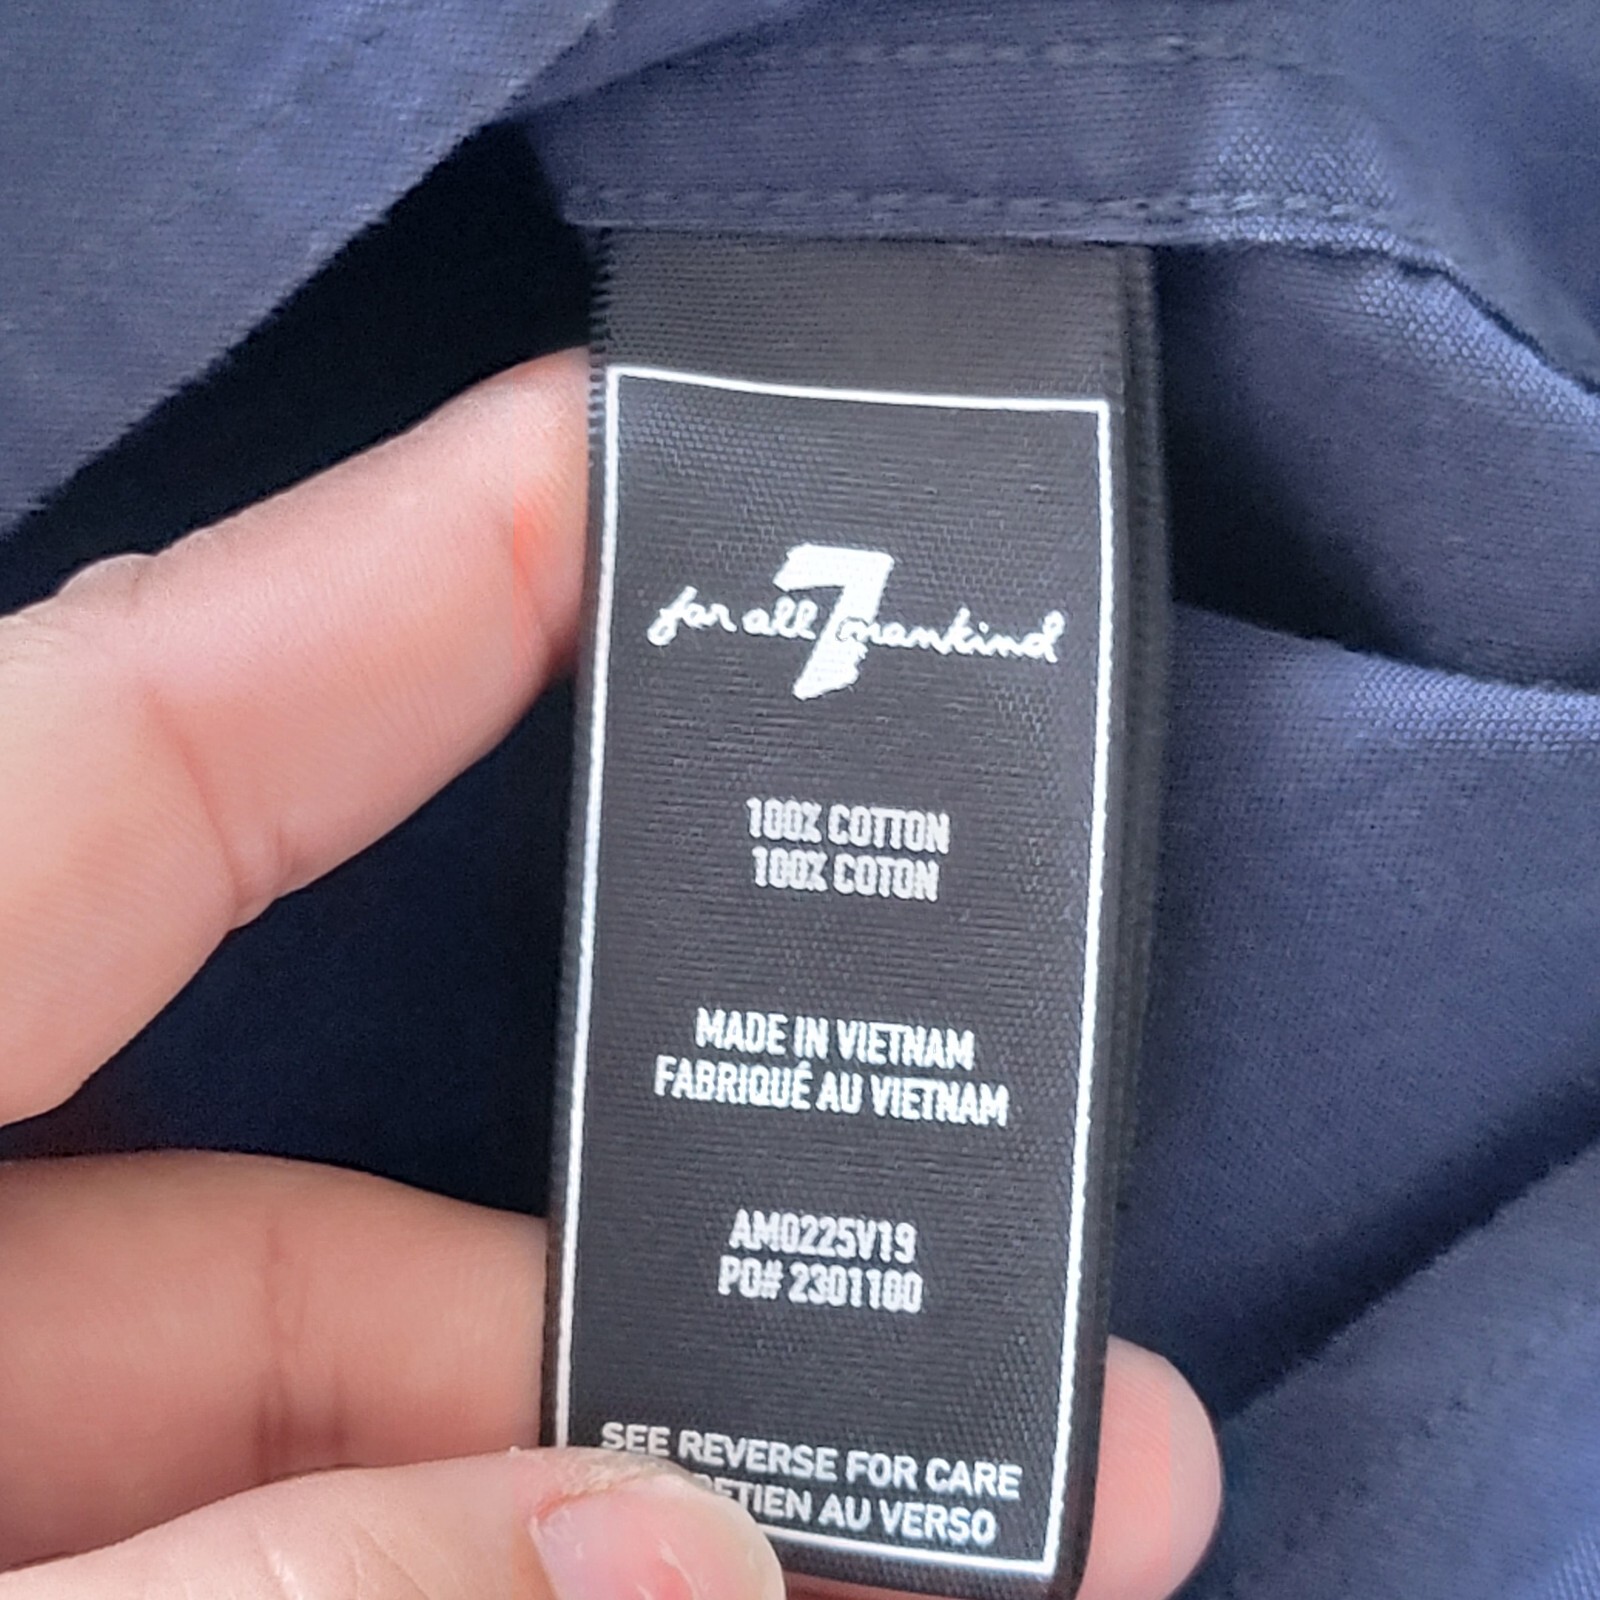 for all 7 mankind
100% COTTON
100% COTON
MADE IN VIETNAM
FABRIQUÉ AU VIETNAM
AM0225V19
PO# 2301100
SEE REVERSE FOR CARE
AU VERSO